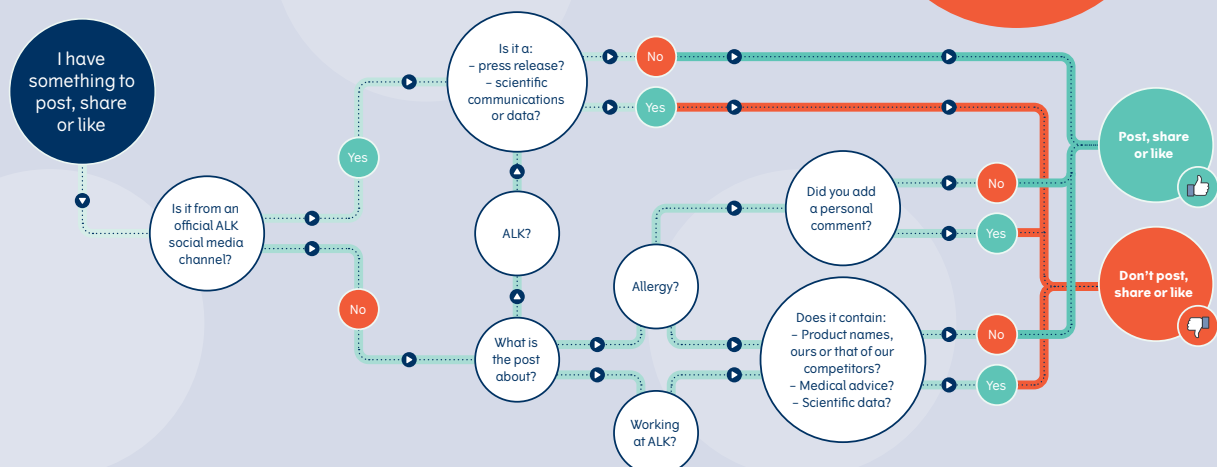 I have
something to
post, share
or like
Is it from an
official ALK
social media
channel?
Yes
No
Is it a:
– press release?
– scientific
communications
or data?
ALK?
What is
the post
about?
Allergy?
Working
at ALK?
No
Yes
Did you add
a personal
comment?
No
Yes
Does it contain:
– Product names,
ours or that of our
competitors?
– Medical advice?
– Scientific data?
No
Yes
Post, share
or like
Don't post,
share or like